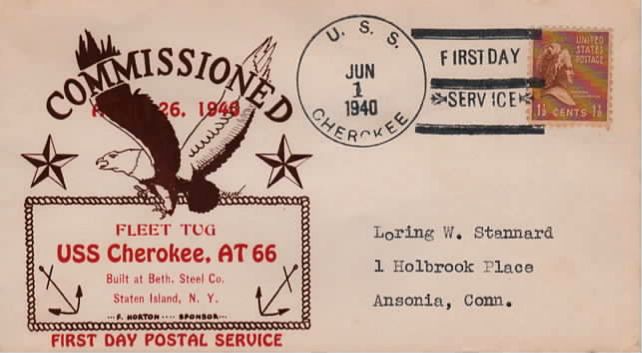 COMMISSIONED
26, 1940
FLEET TUG
USS Cherokee, AT 66
Built at Beth. Steel Co.
Staten Island, N. Y.
...F. HORTON .... SPONSOR...
FIRST DAY POSTAL SERVICE
U. S. S.
JUN
1
1940
CHEROKEE
FIRST DAY
SERVICE
UNITED
STATES
POSTAGE
1½ CENTS 1½
Loring W. Stannard
1 Holbrook Place
Ansonia, Conn.